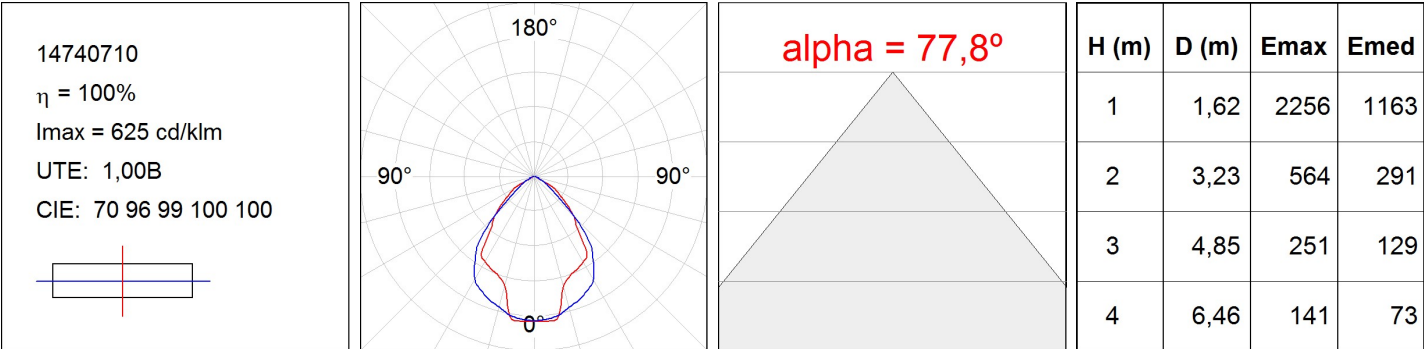 14740710
η = 100%
Imax = 625 cd/klm
UTE: 1,00B
CIE: 70 96 99 100 100
180°
90° 90°
0°
alpha = 77,8º
H (m) D (m) Emax Emed
1 1,62 2256 1163
2 3,23 564 291
3 4,85 251 129
4 6,46 141 73